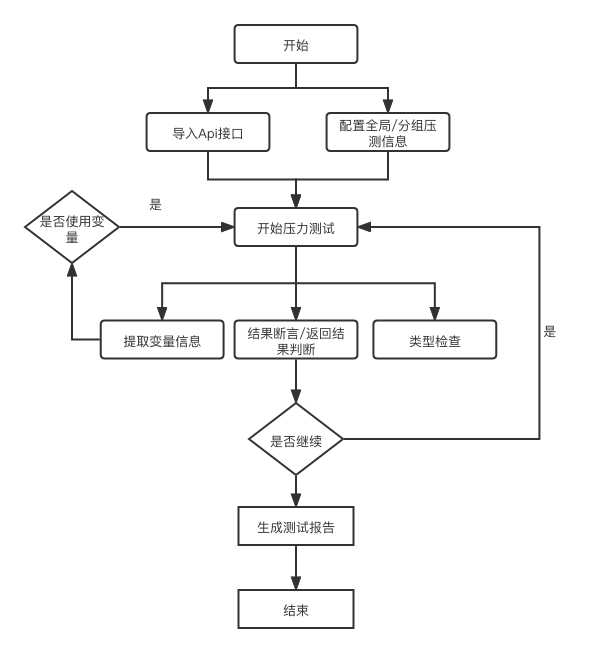 开始
导入Api接口
配置全局/分组压
测信息
是
是否使用变
量
开始压力测试
提取变量信息
结果断言/返回结
果判断
类型检查
是
是否继续
生成测试报告
结束